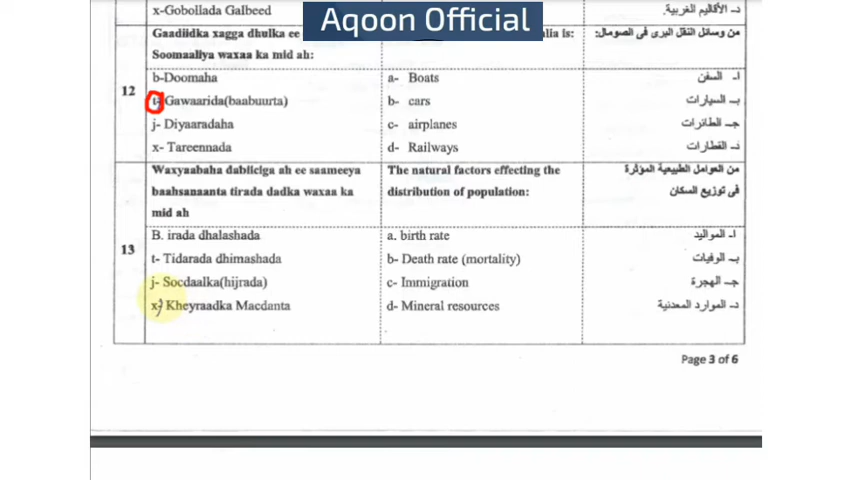 x-Gobollada Galbeed
د- الأقاليم الغربية.
Aqoon Official
Gaadiidka xagga dhulka ee
Soomaaliya waxaa ka mid ah:
is:
من وسائل النقل البرى فى الصومال:
12
b-Doomaha
a- Boats
ا- السفن
t- Gawaarida(baabuurta)
b- cars
بـ- السيارات
j- Diyaaradaha
c- airplanes
جـ- الطائرات
x- Tareennada
d- Railways
د- القطارات
13
Waxyaabaha dabiiciga ah ee saameeya
baahsanaanta tirada dadka waxaa ka
mid ah
The natural factors effecting the
distribution of population:
من العوامل الطبيعية المؤثرة
فى توزيع السكان
B. irada dhalashada
a. birth rate
ا- المواليد
t- Tidarada dhimashada
b- Death rate (mortality)
بـ- الوفيات
j- Socdaalka(hijrada)
c- Immigration
جـ- الهجرة
x- Kheyraadka Macdanta
d- Mineral resources
د- الموارد المعدنية
Page 3 of 6